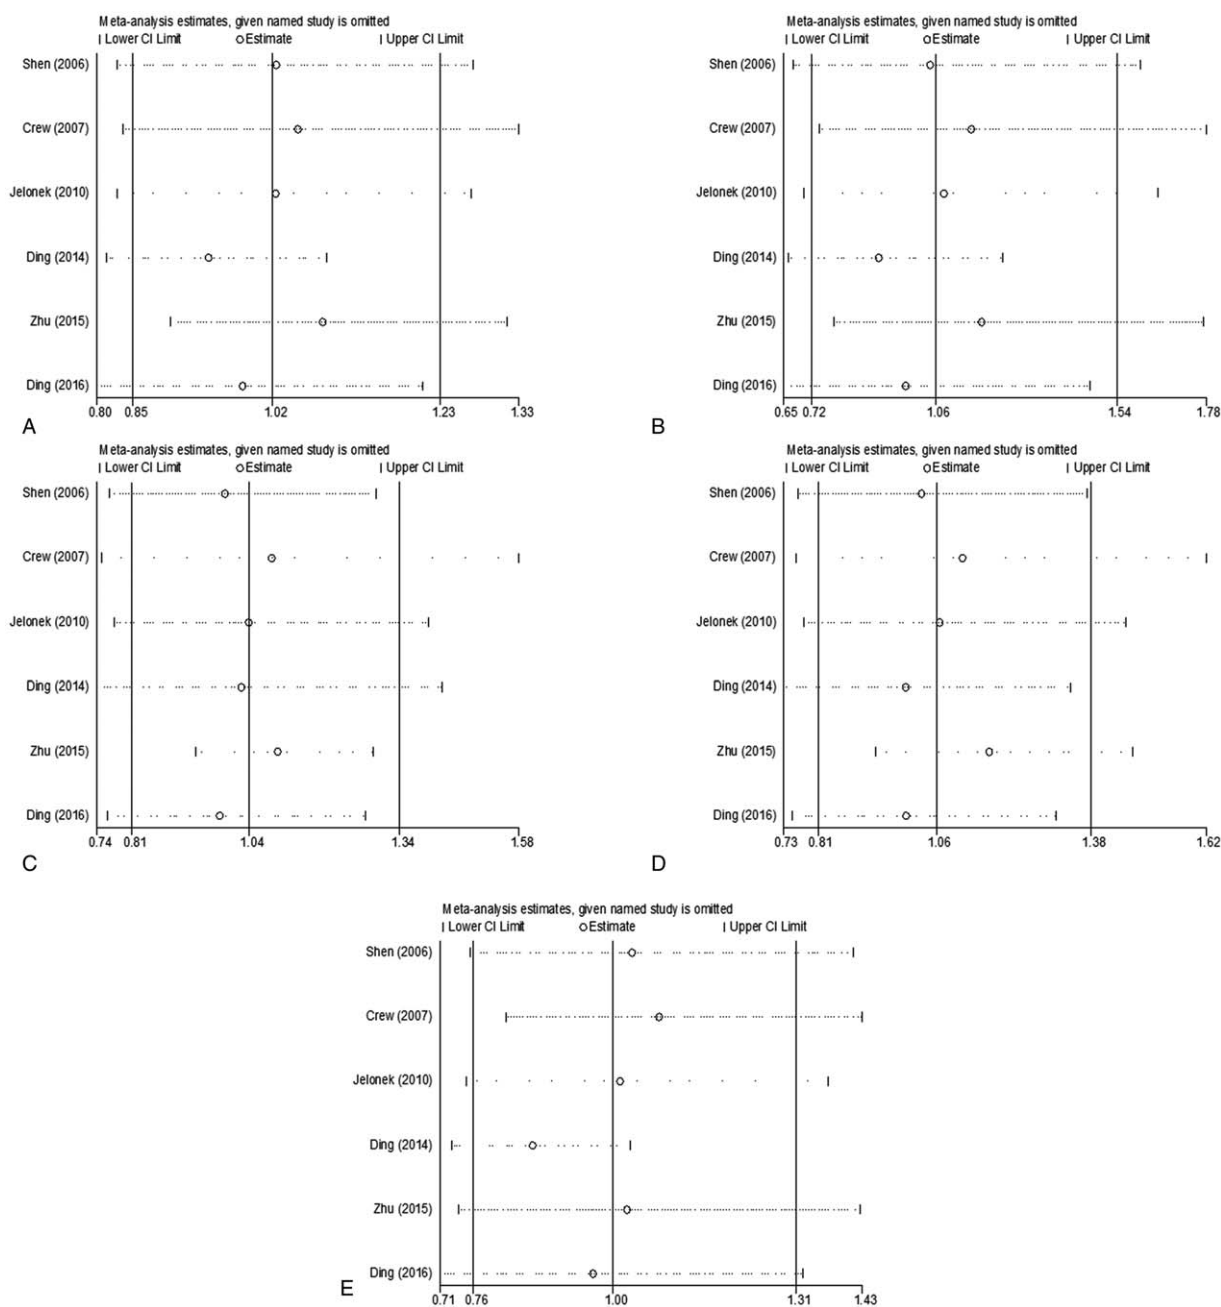 Meta-analysis estimates, given named study is omitted
Lower CI Limit Estimate Upper CI Limit
Shen (2006)
Crew (2007)
Jelonek (2010)
Ding (2014)
Zhu (2015)
Ding (2016)
0.80 0.85 1.02 1.23 1.33
A
Meta-analysis estimates, given named study is omitted
Lower CI Limit Estimate Upper CI Limit
Shen (2006)
Crew (2007)
Jelonek (2010)
Ding (2014)
Zhu (2015)
Ding (2016)
0.65 0.72 1.06 1.54 1.78
B
Meta-analysis estimates, given named study is omitted
Lower CI Limit Estimate Upper CI Limit
Shen (2006)
Crew (2007)
Jelonek (2010)
Ding (2014)
Zhu (2015)
Ding (2016)
0.74 0.81 1.04 1.34 1.58
C
Meta-analysis estimates, given named study is omitted
Lower CI Limit Estimate Upper CI Limit
Shen (2006)
Crew (2007)
Jelonek (2010)
Ding (2014)
Zhu (2015)
Ding (2016)
0.73 0.81 1.06 1.38 1.62
D
Meta-analysis estimates, given named study is omitted
Lower CI Limit Estimate Upper CI Limit
Shen (2006)
Crew (2007)
Jelonek (2010)
Ding (2014)
Zhu (2015)
Ding (2016)
E
0.71 0.76 1.00 1.31 1.43